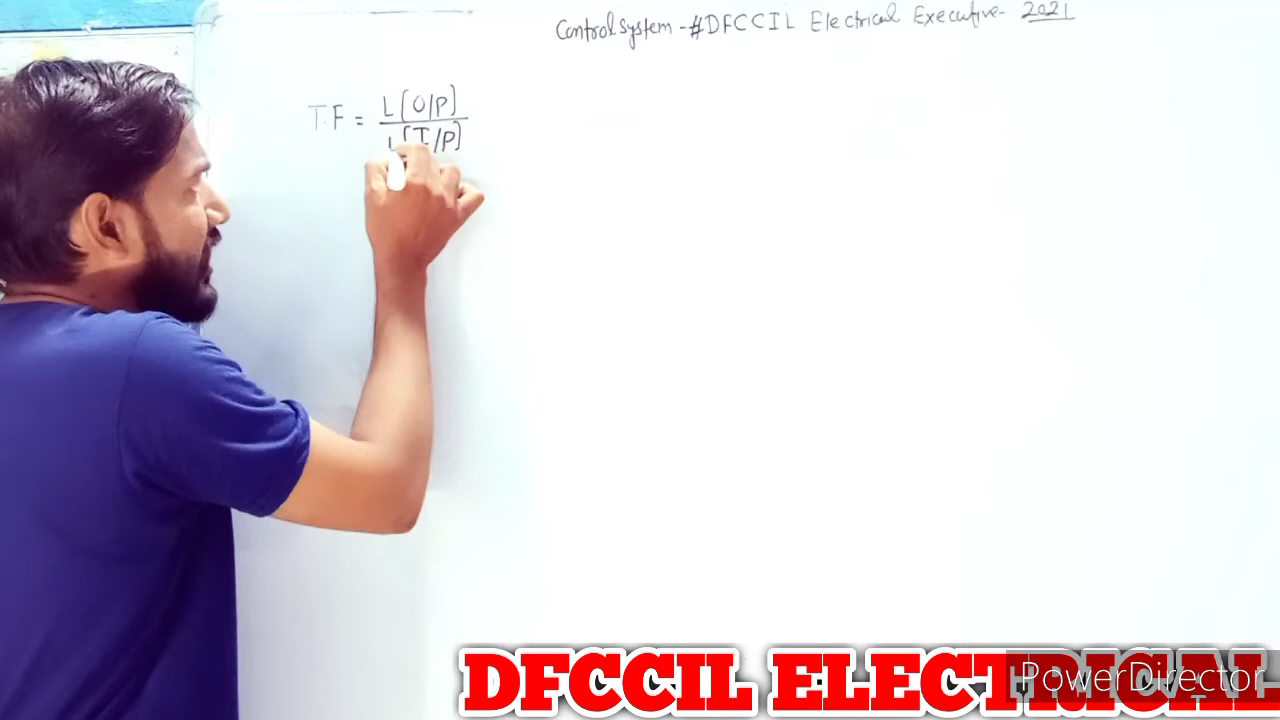 Control System - #DFCCIL Electrical Executive- 2021
T.F = L[O/P]
L[I/P]
DFCCIL ELECTRICAL
PowerDirector